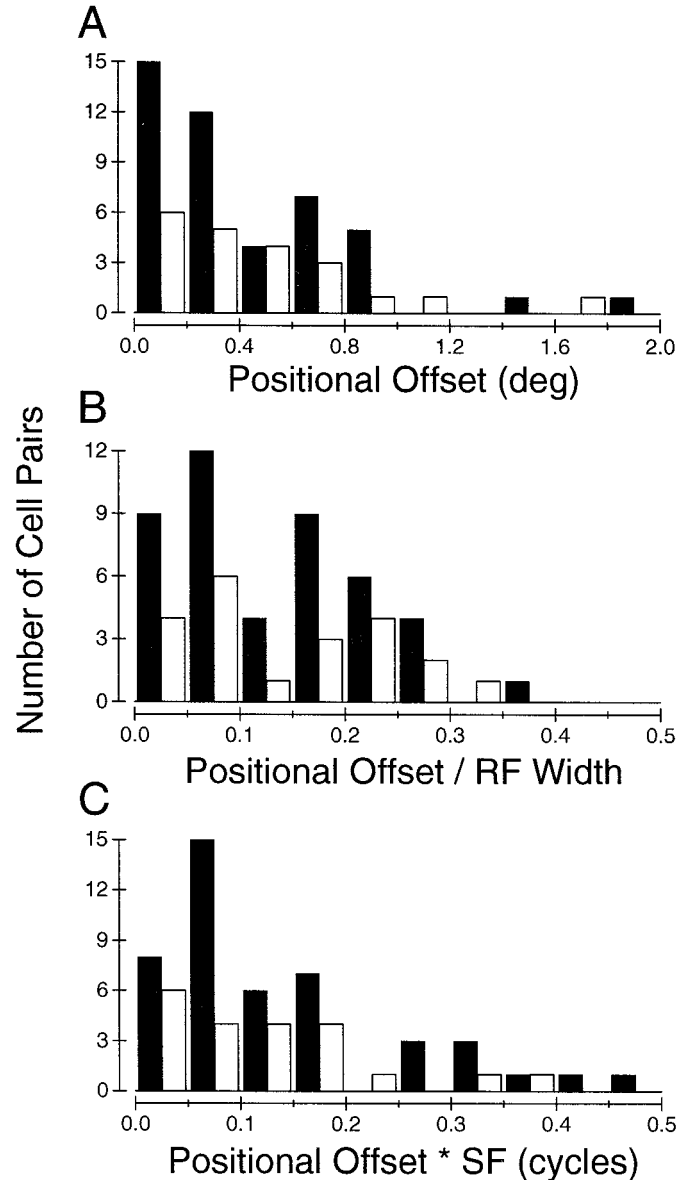 A
15
12
9
6
3
0
0.0 0.4 0.8 1.2 1.6 2.0
Positional Offset (deg)
B
Number of Cell Pairs
12
9
6
3
0
0.0 0.1 0.2 0.3 0.4 0.5
Positional Offset / RF Width
C
15
12
9
6
3
0
0.0 0.1 0.2 0.3 0.4 0.5
Positional Offset * SF (cycles)